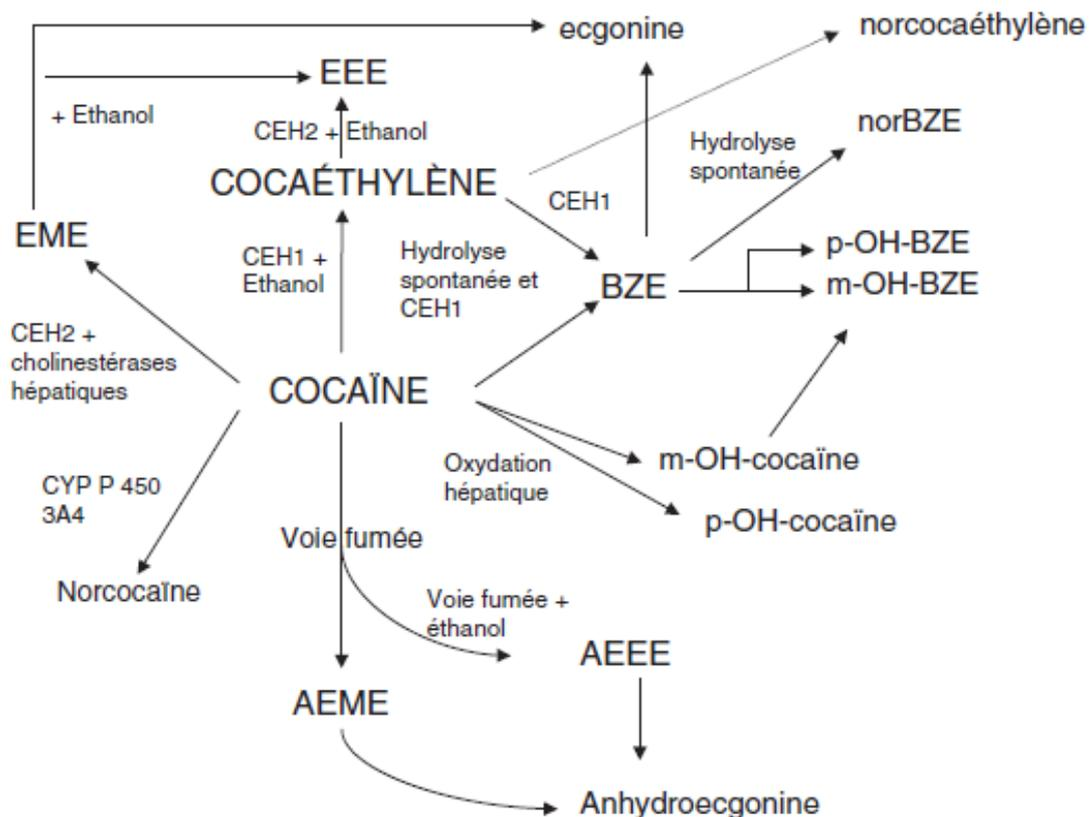 ecgonine
norcocaéthylène
EEE
+ Ethanol
CEH2 + Ethanol
norBZE
Hydrolyse
spontanée
COCAÉTHYLÈNE
CEH1
EME
CEH1 +
Ethanol
Hydrolyse
spontanée et
CEH1
BZE
p-OH-BZE
m-OH-BZE
CEH2 +
cholinestérases
hépatiques
COCAÏNE
Oxydation
hépatique
m-OH-cocaïne
p-OH-cocaïne
CYP P 450
3A4
Voie fumée
Norcocaïne
Voie fumée +
éthanol
AEEE
AEME
Anhydroecgonine